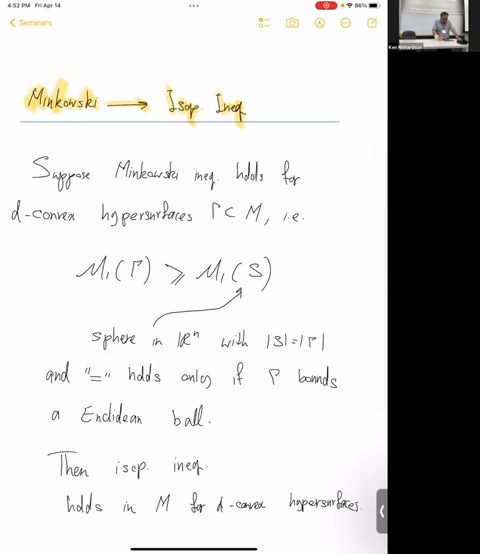 4:52 PM Fri Apr 14
86%
Seminars
Ken Richardson
Minkowski → Isop. Ineq
Suppose Minkowski ineq. holds for
d-convex hypersurfaces Γ ⊂ M, i.e.
M₁(Γ) ⩾ M₁(S)
sphere in ℝⁿ with |S|=|Γ|
and "=" holds only if Γ bounds
a Euclidean ball.
Then isop. ineq.
holds in M for d-convex hypersurfaces.